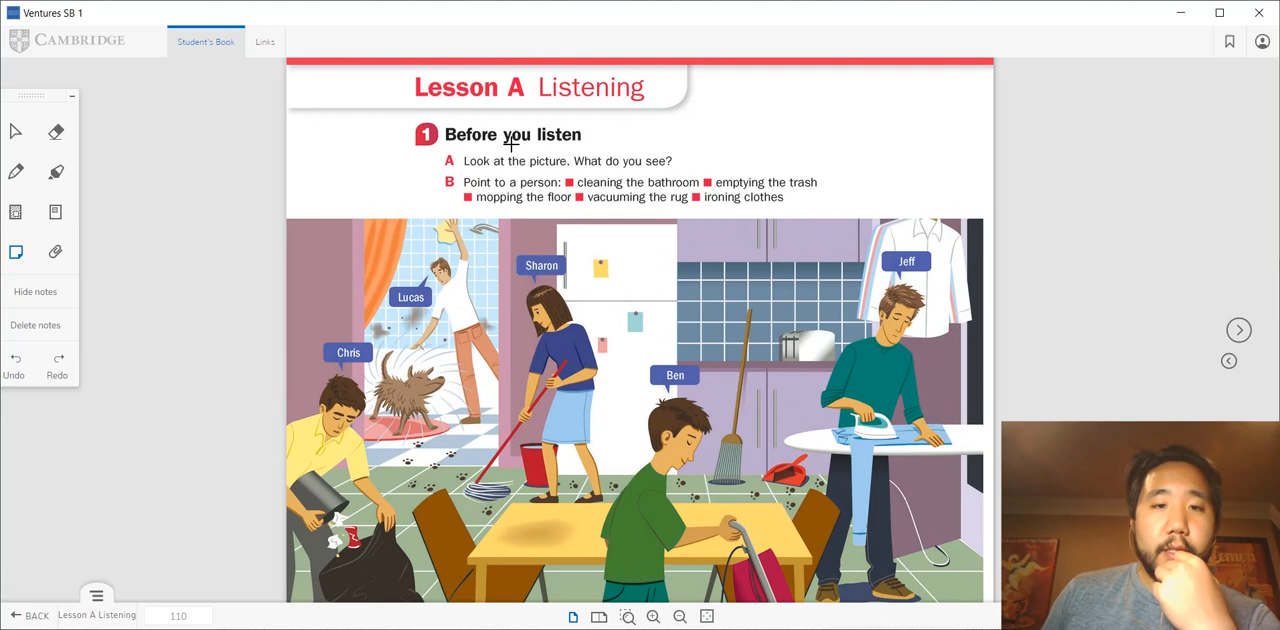 Ventures SB 1
CAMBRIDGE
Student's Book
Links
Lesson A Listening
1 Before you listen
A Look at the picture. What do you see?
B Point to a person: ■ cleaning the bathroom ■ emptying the trash
■ mopping the floor ■ vacuuming the rug ■ ironing clothes
Hide notes
Delete notes
Undo
Redo
Lucas
Sharon
Jeff
Chris
Ben
BACK
Lesson A Listening
110